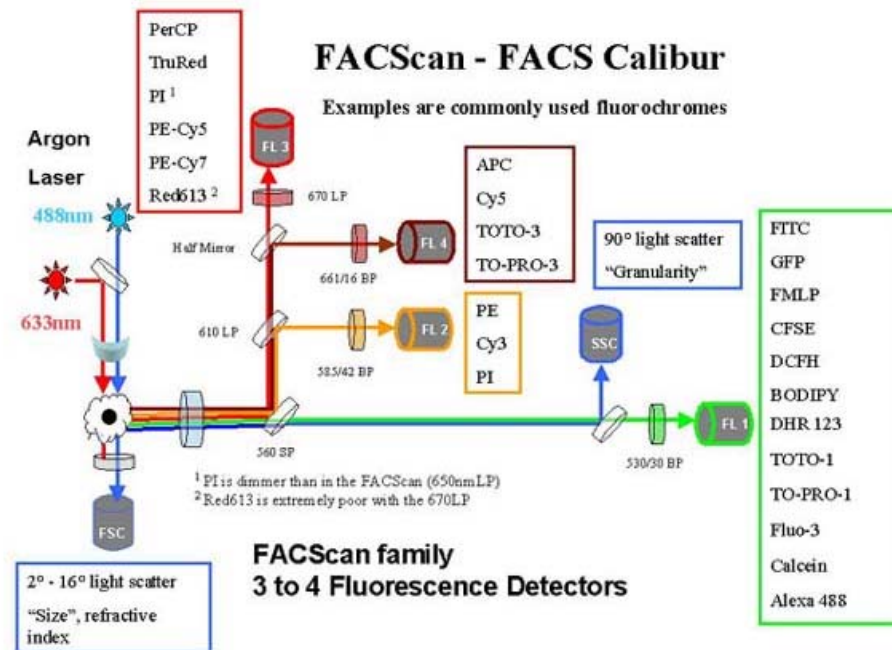 FACScan - FACS Calibur
Examples are commonly used fluorochromes
PerCP
TruRed
PI 1
PE-Cy5
PE-Cy7
Red613 2
Argon
Laser
488nm
633nm
FL 3
670 LP
Half Mirror
661/16 BP
FL 4
APC
Cy5
TOTO-3
TO-PRO-3
610 LP
585/42 BP
FL 2
PE
Cy3
PI
90° light scatter
“Granularity”
SSC
560 SP
530/30 BP
FL 1
FITC
GFP
FMLP
CFSE
DCFH
BODIPY
DHR 123
TOTO-1
TO-PRO-1
Fluo-3
Calcein
Alexa 488
1 PI is dimmer than in the FACScan (650nmLP)
2 Red613 is extremely poor with the 670LP
FSC
2° - 16° light scatter
“Size”, refractive
index
FACScan family
3 to 4 Fluorescence Detectors